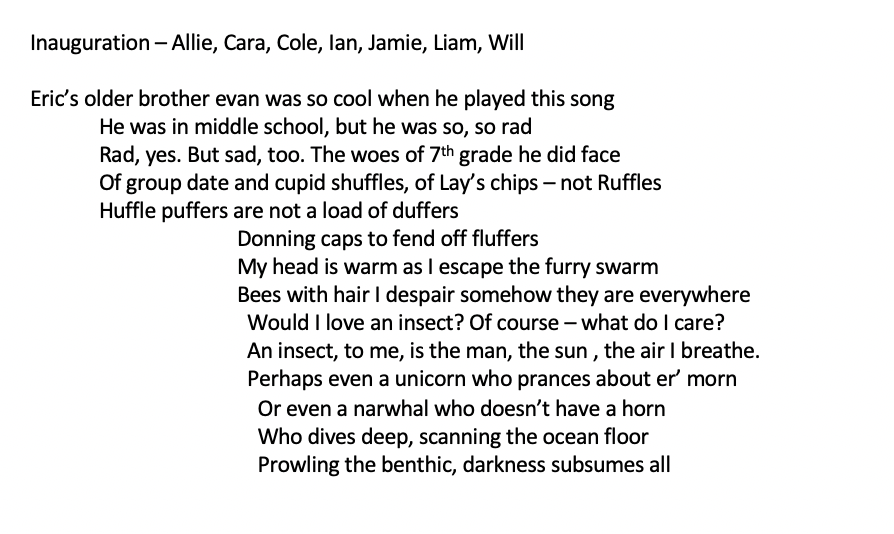 Inauguration – Allie, Cara, Cole, Ian, Jamie, Liam, Will
Eric’s older brother evan was so cool when he played this song
He was in middle school, but he was so, so rad
Rad, yes. But sad, too. The woes of 7th grade he did face
Of group date and cupid shuffles, of Lay’s chips – not Ruffles
Huffle puffers are not a load of duffers
Donning caps to fend off fluffers
My head is warm as I escape the furry swarm
Bees with hair I despair somehow they are everywhere
Would I love an insect? Of course – what do I care?
An insect, to me, is the man, the sun , the air I breathe.
Perhaps even a unicorn who prances about er’ morn
Or even a narwhal who doesn’t have a horn
Who dives deep, scanning the ocean floor
Prowling the benthic, darkness subsumes all